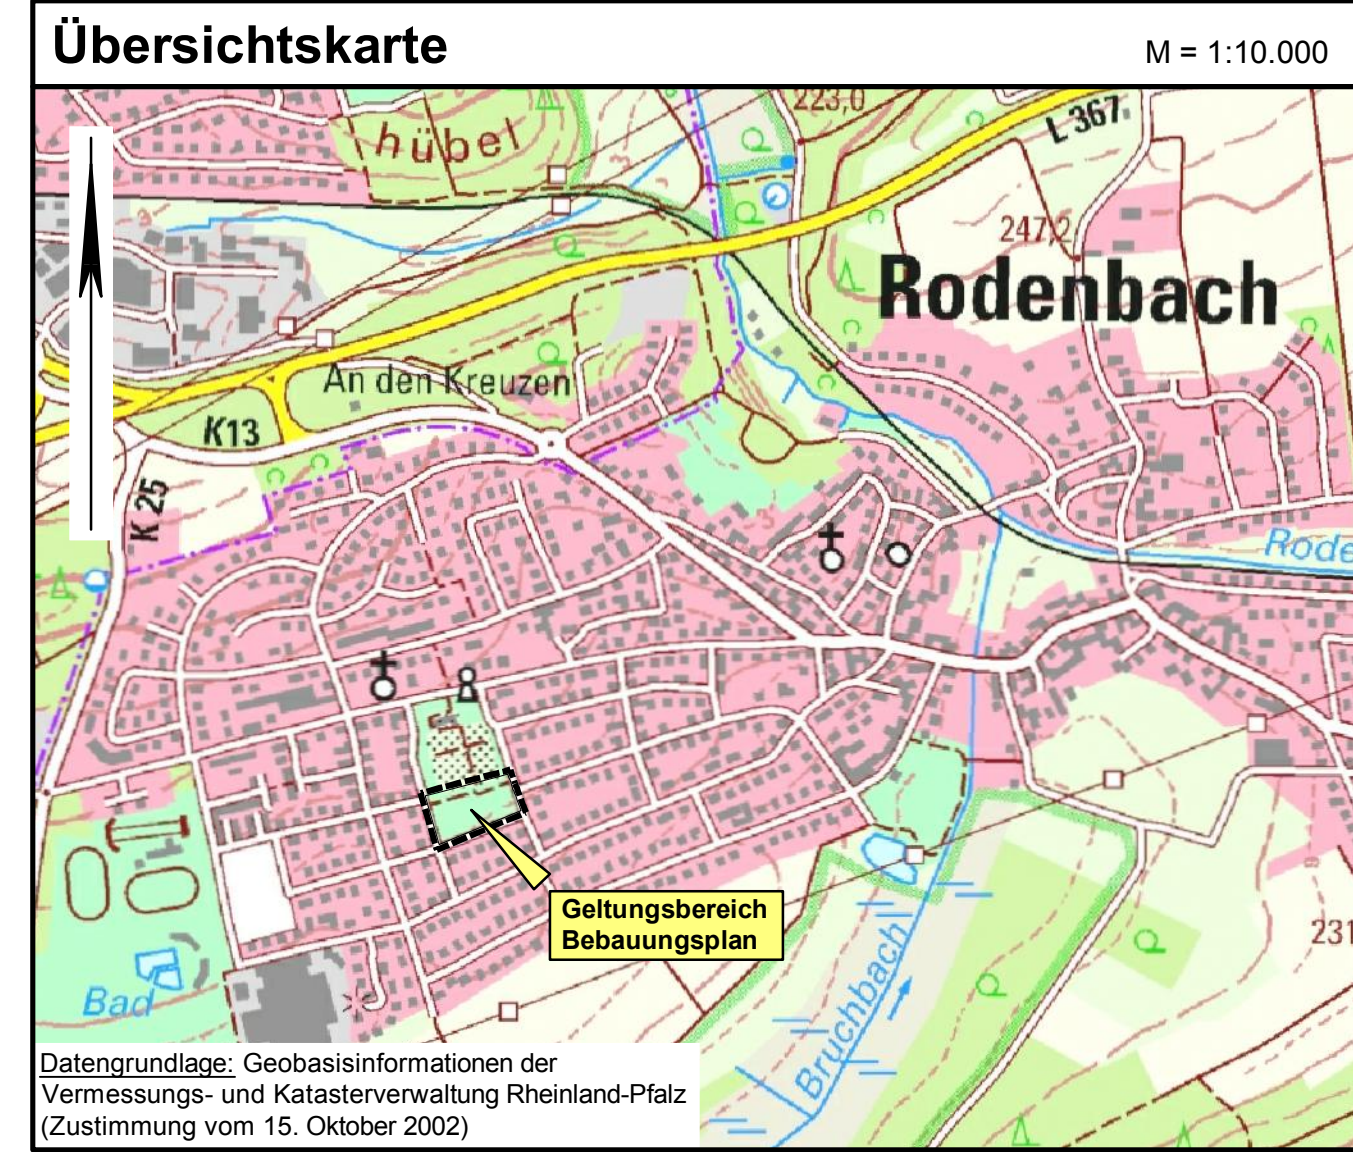 Übersichtskarte
M = 1:10.000
hübel
223,0
L 367
247,2
Rodenbach
An den Kreuzen
K13
K 25
Rode
Geltungsbereich
Bebauungsplan
231
Bad
Bruchbach
Datengrundlage: Geobasisinformationen der
Vermessungs- und Katasterverwaltung Rheinland-Pfalz
(Zustimmung vom 15. Oktober 2002)